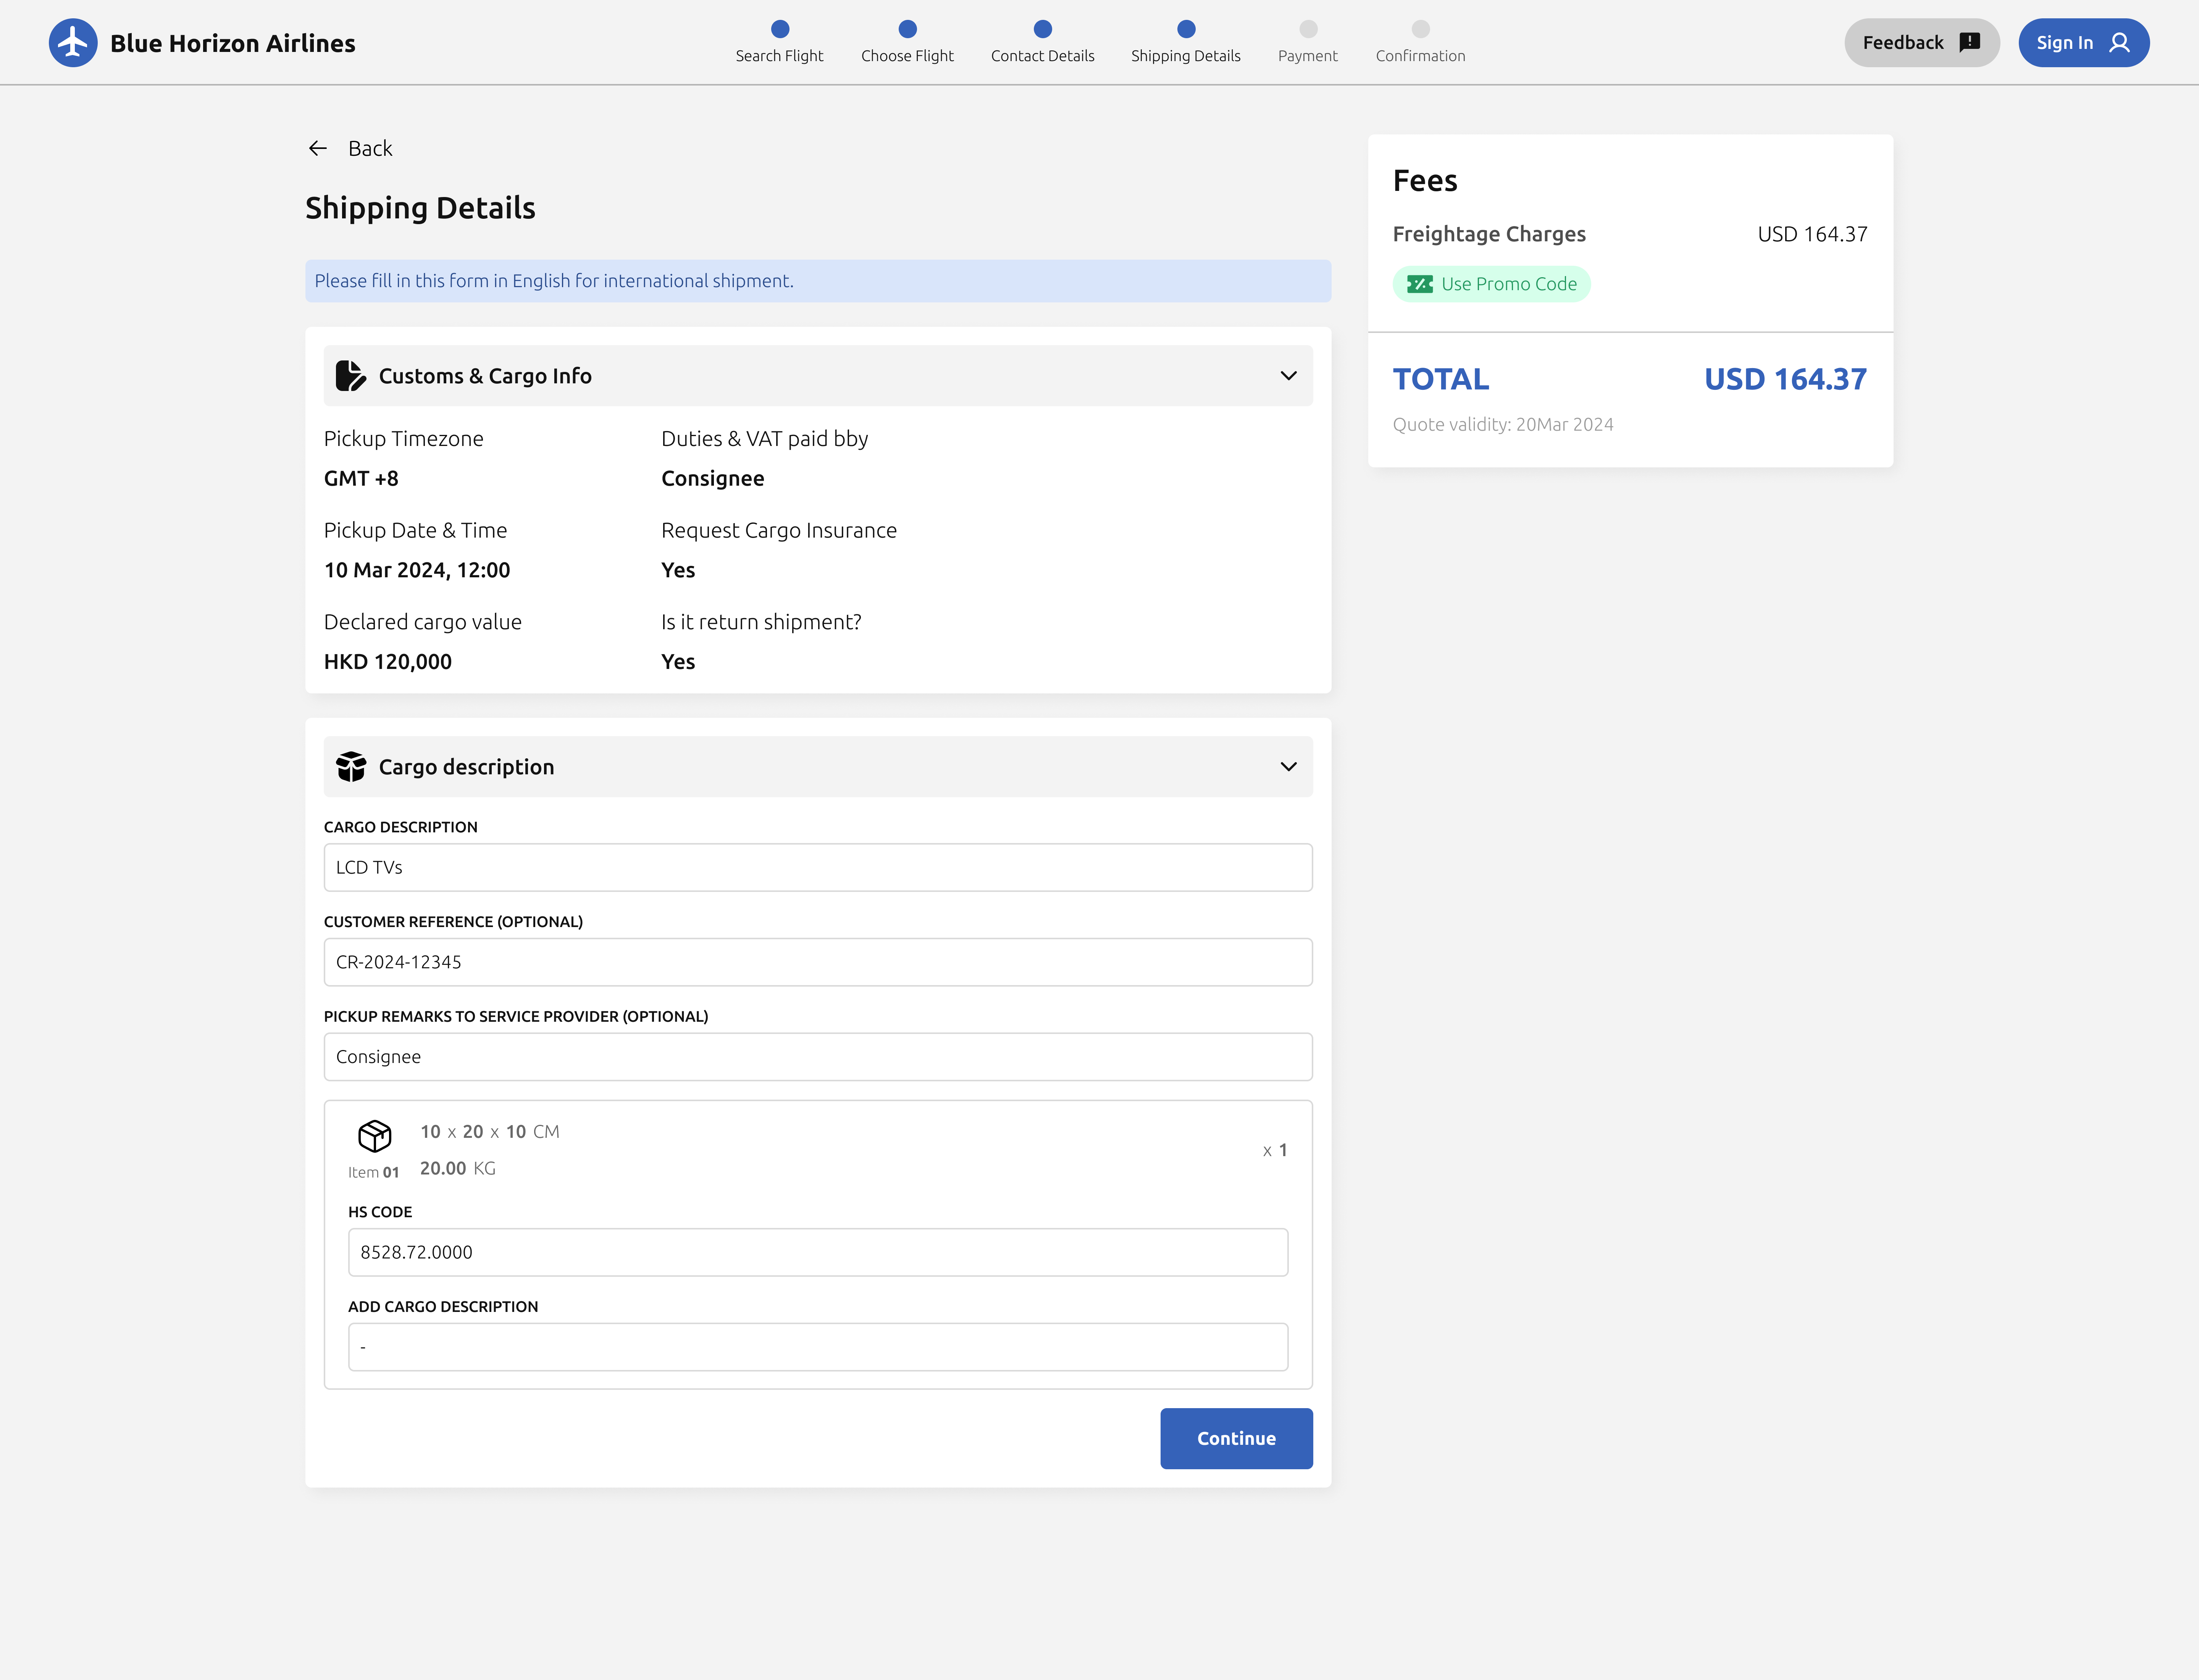 Blue Horizon Airlines
Search Flight
Choose Flight
Contact Details
Shipping Details
Payment
Confirmation
Feedback
Sign In
Back
Shipping Details
Please fill in this form in English for international shipment.
Customs & Cargo Info
Pickup Timezone
GMT +8
Duties & VAT paid bby
Consignee
Pickup Date & Time
10 Mar 2024, 12:00
Request Cargo Insurance
Yes
Declared cargo value
HKD 120,000
Is it return shipment?
Yes
Cargo description
CARGO DESCRIPTION
LCD TVs
CUSTOMER REFERENCE (OPTIONAL)
CR-2024-12345
PICKUP REMARKS TO SERVICE PROVIDER (OPTIONAL)
Consignee
Item 01
10 x 20 x 10 CM
20.00 KG
x 1
HS CODE
8528.72.0000
ADD CARGO DESCRIPTION
-
Continue
Fees
Freightage Charges USD 164.37
Use Promo Code
TOTAL USD 164.37
Quote validity: 20Mar 2024